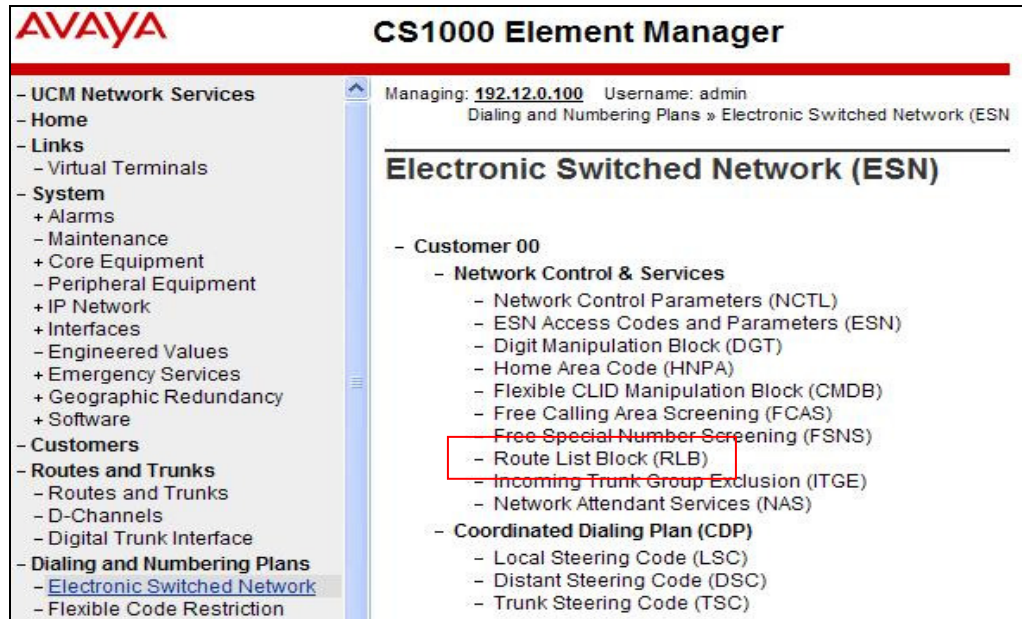 AVAYA
CS1000 Element Manager
– UCM Network Services
– Home
– Links
– Virtual Terminals
– System
+ Alarms
– Maintenance
+ Core Equipment
– Peripheral Equipment
+ IP Network
+ Interfaces
– Engineered Values
+ Emergency Services
+ Geographic Redundancy
+ Software
– Customers
– Routes and Trunks
– Routes and Trunks
– D-Channels
– Digital Trunk Interface
– Dialing and Numbering Plans
– Electronic Switched Network
– Flexible Code Restriction
Managing: 192.12.0.100 Username: admin
Dialing and Numbering Plans » Electronic Switched Network (ESN
Electronic Switched Network (ESN)
– Customer 00
– Network Control & Services
– Network Control Parameters (NCTL)
– ESN Access Codes and Parameters (ESN)
– Digit Manipulation Block (DGT)
– Home Area Code (HNPA)
– Flexible CLID Manipulation Block (CMDB)
– Free Calling Area Screening (FCAS)
– Free Special Number Screening (FSNS)
– Route List Block (RLB)
– Incoming Trunk Group Exclusion (ITGE)
– Network Attendant Services (NAS)
– Coordinated Dialing Plan (CDP)
– Local Steering Code (LSC)
– Distant Steering Code (DSC)
– Trunk Steering Code (TSC)